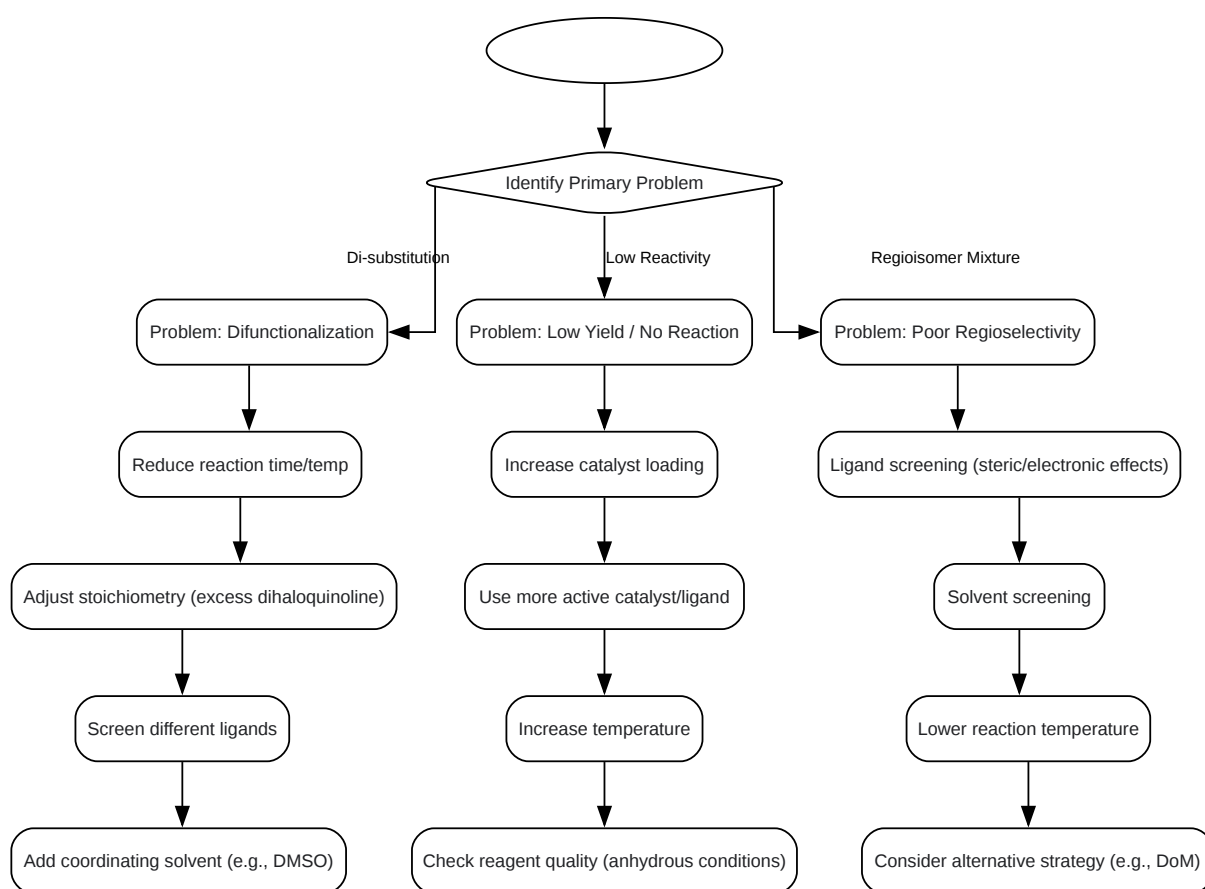 Identify Primary Problem
Di-substitution
Low Reactivity
Regioisomer Mixture
Problem: Difunctionalization
Problem: Low Yield / No Reaction
Problem: Poor Regioselectivity
Reduce reaction time/temp
Increase catalyst loading
Ligand screening (steric/electronic effects)
Adjust stoichiometry (excess dihaloquinoline)
Use more active catalyst/ligand
Solvent screening
Screen different ligands
Increase temperature
Lower reaction temperature
Add coordinating solvent (e.g., DMSO)
Check reagent quality (anhydrous conditions)
Consider alternative strategy (e.g., DoM)